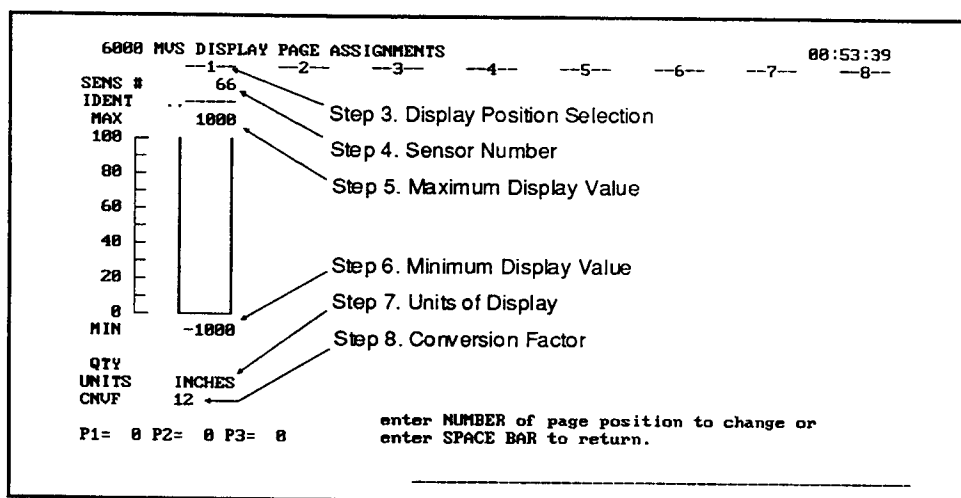 6000 MVS DISPLAY PAGE ASSIGNMENTS 00:53:39
--1-- --2-- --3-- --4-- --5-- --6-- --7-- --8--
SENS # 66
IDENT ..-----
Step 3. Display Position Selection
MAX 1000
100
Step 4. Sensor Number
80
Step 5. Maximum Display Value
60
40
Step 6. Minimum Display Value
20
Step 7. Units of Display
0
MIN -1000
Step 8. Conversion Factor
QTY
UNITS INCHES
CNVF 12
enter NUMBER of page position to change or
P1= 0 P2= 0 P3= 0 enter SPACE BAR to return.